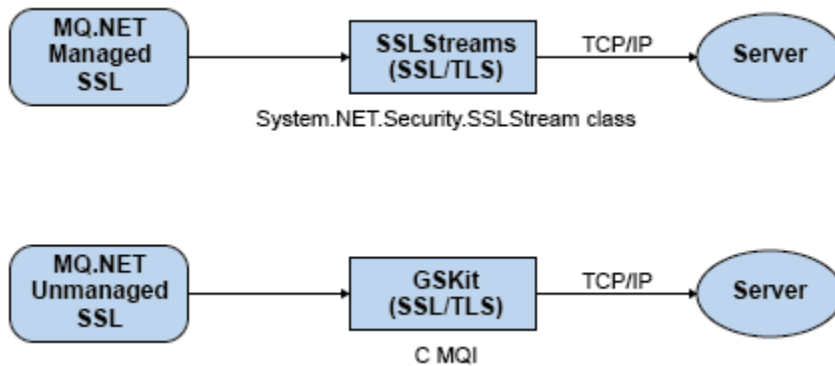 MQ.NET
Managed
SSL
SSLStreams
(SSL/TLS)
TCP/IP
Server
System.NET.Security.SSLStream class
MQ.NET
Unmanaged
SSL
GSKit
(SSL/TLS)
TCP/IP
Server
C MQI